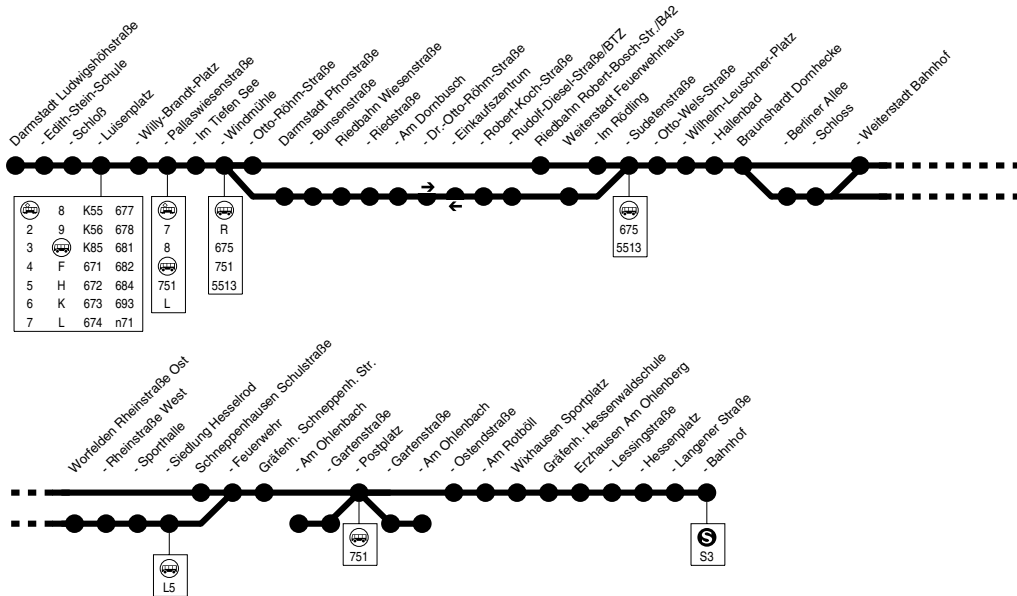 Darmstadt Ludwigshöhstraße
- Edith-Stein-Schule
- Schloß
- Luisenplatz
- Willy-Brandt-Platz
- Pallaswiesenstraße
- Im Tiefen See
- Windmühle
- Otto-Röhm-Straße
Darmstadt Pfnorstraße
- Bunsenstraße
Riedbahn Wiesenstraße
- Riedstraße
- Am Dornbusch
- Dr.-Otto-Röhm-Straße
- Einkaufszentrum
- Robert-Koch-Straße
- Rudolf-Diesel-Straße/BTZ
Riedbahn Robert-Bosch-Str./B42
Weiterstadt Feuerwehrhaus
- Im Rödling
- Sudetenstraße
- Otto-Wels-Straße
- Wilhelm-Leuschner-Platz
- Hallenbad
Braunshardt Dornhecke
- Berliner Allee
- Schloss
- Weiterstadt Bahnhof
8 K55 677
2 9 K56 678
3 K85 681
4 F 671 682
5 H 672 684
6 K 673 693
7 L 674 n71
7
8
751
L
R
675
751
5513
675
5513
Worfelden Rheinstraße Ost
- Rheinstraße West
- Sporthalle
- Siedlung Hesselrod
Schneppenhausen Schulstraße
- Feuerwehr
Gräfenh. Schneppenh. Str.
- Am Ohlenbach
- Gartenstraße
- Postplatz
- Gartenstraße
- Am Ohlenbach
- Ostendstraße
- Am Rotböll
Wixhausen Sportplatz
Gräfenh. Hessenwaldschule
Erzhausen Am Ohlenberg
- Lessingstraße
- Hessenplatz
- Langener Straße
- Bahnhof
L5
751
S
S3